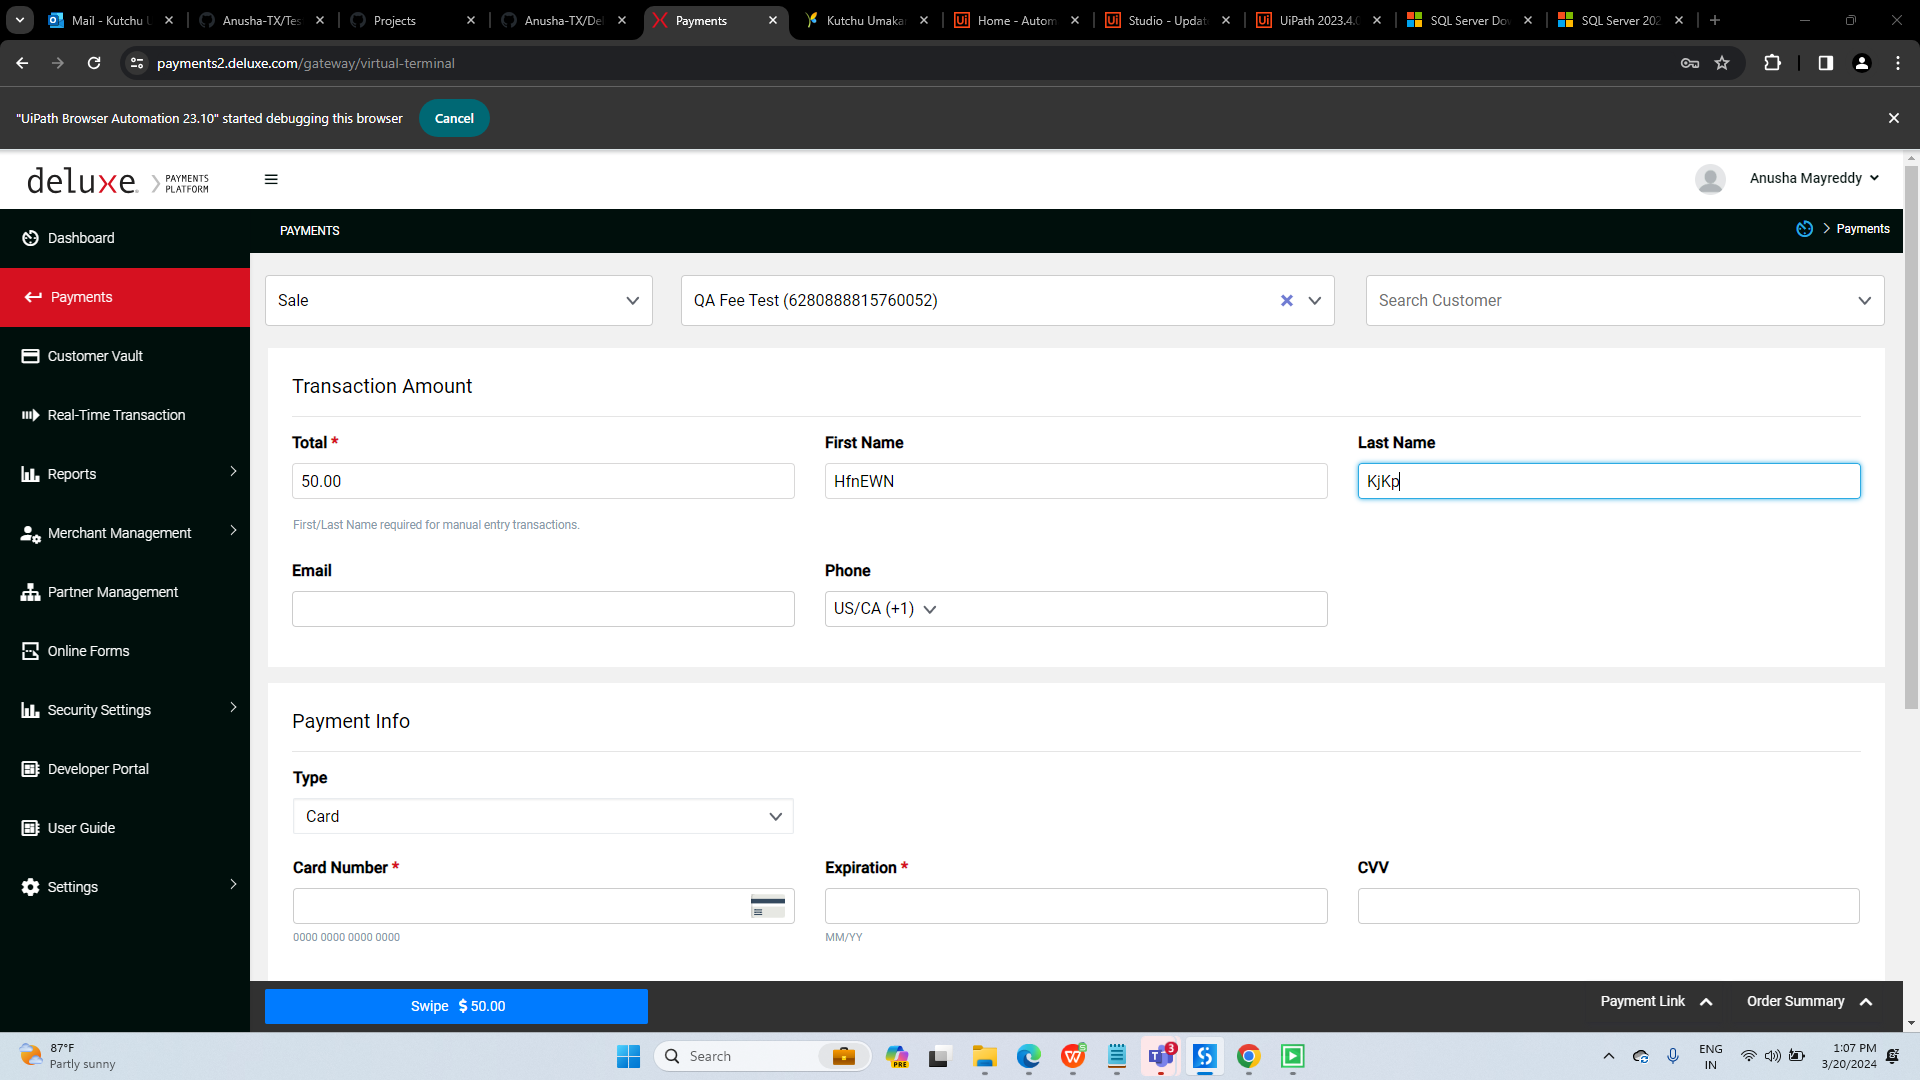 Mail - Kutchu U
Anusha-TX/Tes
Projects
Anusha-TX/Del
Payments
Kutchu Umakan
Home - Autom
Studio - Updat
UiPath 2023.4.0
SQL Server Do
SQL Server 202
payments2.deluxe.com/gateway/virtual-terminal
"UiPath Browser Automation 23.10" started debugging this browser
Cancel
deluxe. PAYMENTS PLATFORM
Anusha Mayreddy
Dashboard
PAYMENTS
Payments
Payments
Sale
QA Fee Test (6280888815760052)
Search Customer
Customer Vault
Transaction Amount
Real-Time Transaction
Total *
First Name
Last Name
Reports
50.00
HfnEWN
KjKp
First/Last Name required for manual entry transactions.
Merchant Management
Email
Phone
Partner Management
US/CA (+1)
Online Forms
Security Settings
Payment Info
Developer Portal
Type
Card
User Guide
Card Number *
Expiration *
CVV
Settings
0000 0000 0000 0000
MM/YY
Swipe $ 50.00
Payment Link
Order Summary
87°F
Partly sunny
Search
PRE
3
ENG
IN
1:07 PM
3/20/2024